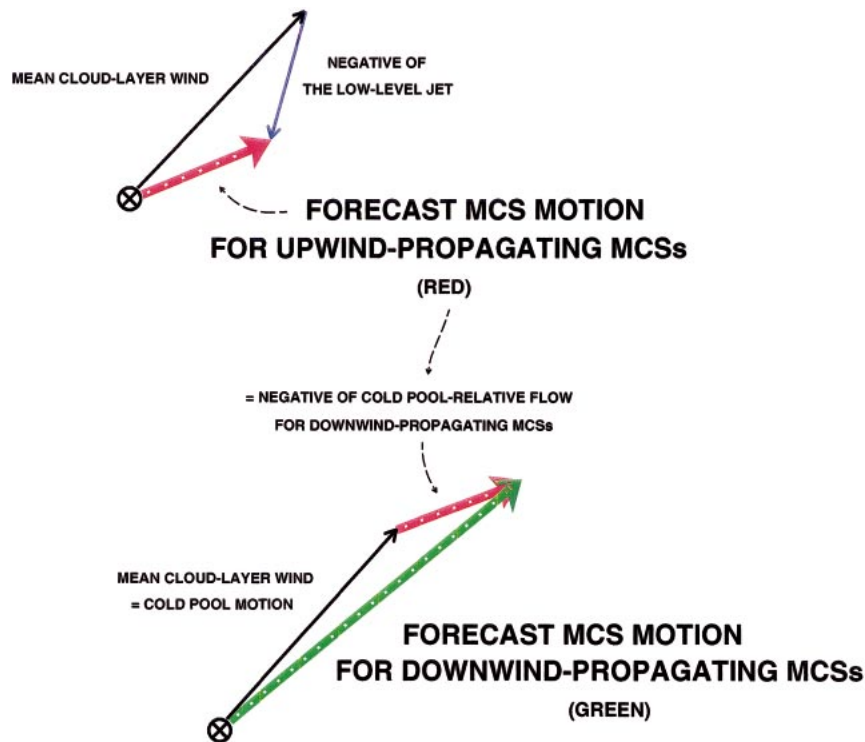 MEAN CLOUD-LAYER WIND
NEGATIVE OF
THE LOW-LEVEL JET
FORECAST MCS MOTION
FOR UPWIND-PROPAGATING MCSs
(RED)
= NEGATIVE OF COLD POOL-RELATIVE FLOW
FOR DOWNWIND-PROPAGATING MCSs
MEAN CLOUD-LAYER WIND
= COLD POOL MOTION
FORECAST MCS MOTION
FOR DOWNWIND-PROPAGATING MCSs
(GREEN)